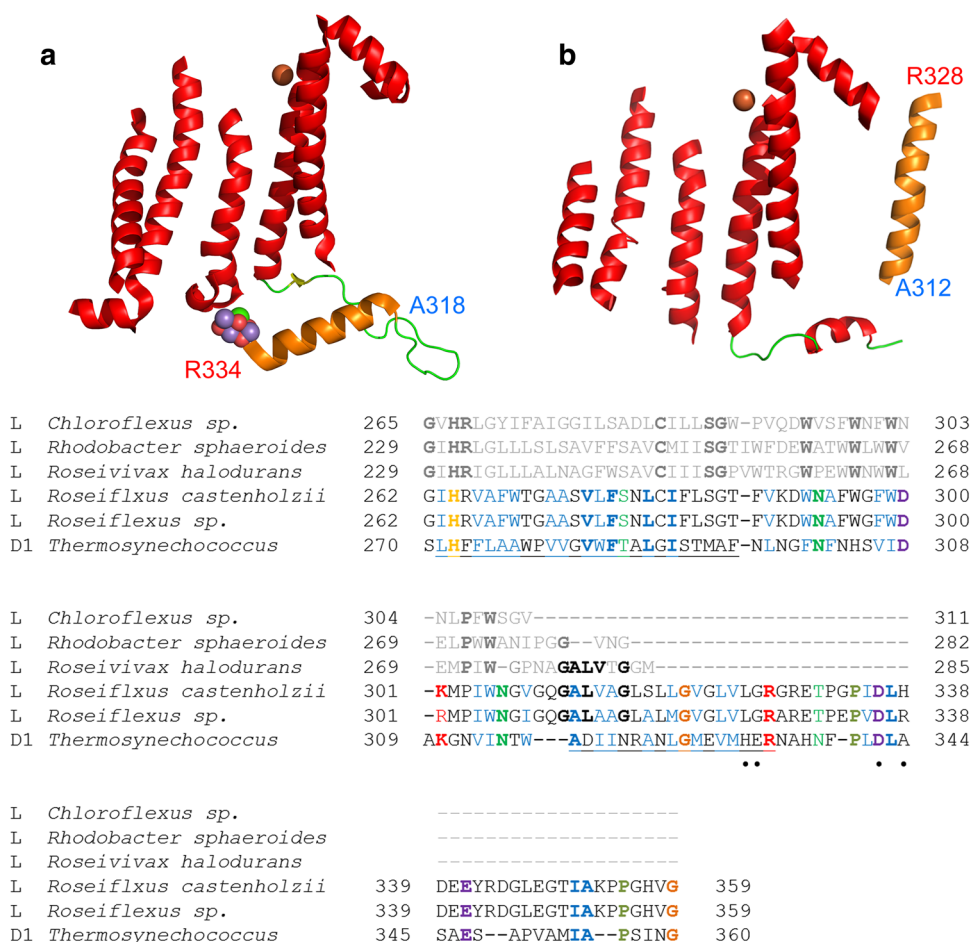 a
b
R328
A312
A318
R334
L Chloroflexus sp. 265 GVHRLGYIFAIGGILSADLCILLSGW-PVQDWVSFWNFWN 303
L Rhodobacter sphaeroides 229 GIHRLGLLLSLSAVFFSAVCMIISGTIWFDEWATWWLWWV 268
L Roseivivax halodurans 229 GIHRIGLLLALNAGFWSAVCIIISGPVWTRGWPEWWNWWL 268
L Roseiflxus castenholzii 262 GIHRVAFWTGAASVLFSNLCIFLSGT-FVKDWNAFWGFWD 300
L Roseiflexus sp. 262 GIHRVAFWTGAASVLFSNLCIFLSGT-FVKDWNAFWGFWD 300
D1 Thermosynechococcus 270 SLHFFLAAWPVVGVWFTALGISTMAF-NLNGFNFNHSVID 308
L Chloroflexus sp. 304 -NLPFWSGV------------------------------- 311
L Rhodobacter sphaeroides 269 -ELPWWANIPGG-VNG------------------------ 282
L Roseivivax halodurans 269 -EMPIW-GPNAGALVTGGM--------------------- 285
L Roseiflxus castenholzii 301 -KMPIWNGVGQGALVAGLSLLGVGLVLGRGRETPGPIDLH 338
L Roseiflexus sp. 301 -RMPIWNGIGQGALAAGLALMGVGLVLGRARETPEPVDLR 338
D1 Thermosynechococcus 309 AKGNVINTW---ADIINRANLGMEVMHERNAHNF-PLDLA 344
L Chloroflexus sp. --------------------
L Rhodobacter sphaeroides --------------------
L Roseivivax halodurans --------------------
L Roseiflxus castenholzii 339 DEEYRDGLEGTIAKPPGHVG 359
L Roseiflexus sp. 339 DEEYRDGLEGTIAKPPGHVG 359
D1 Thermosynechococcus 345 SAES--APVAMIA--PSING 360